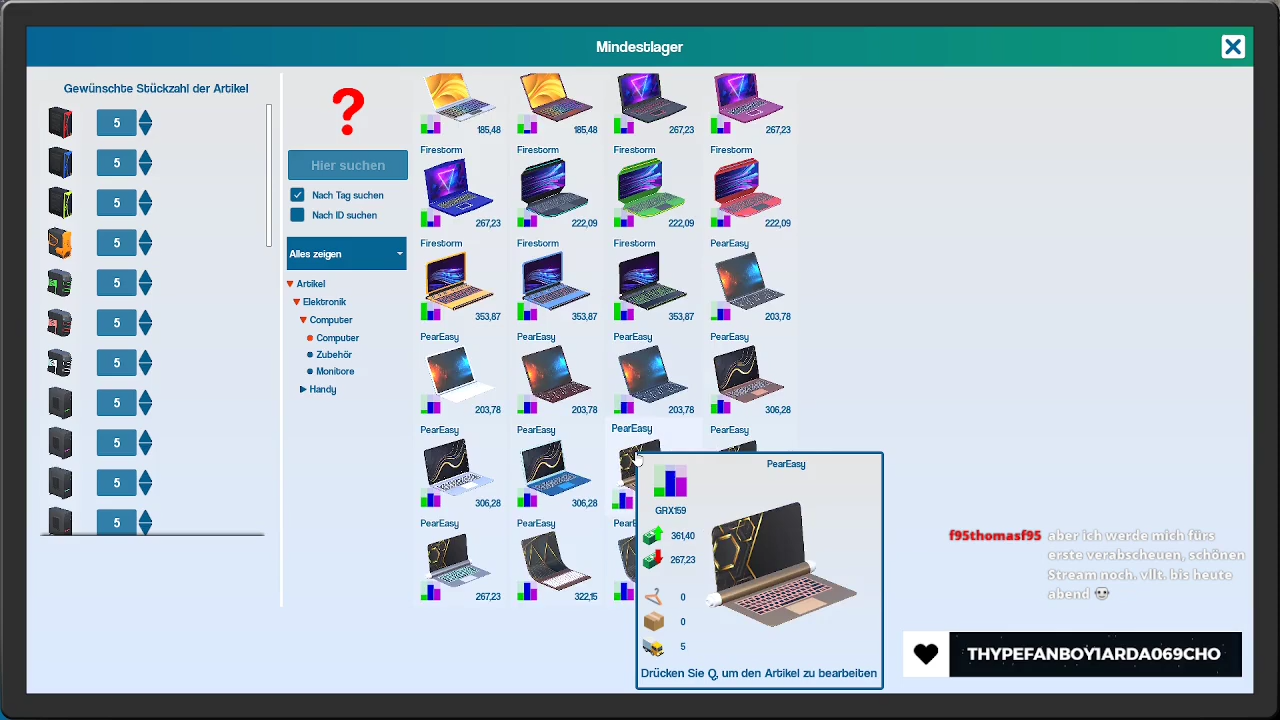 Mindestlager
Gewünschte Stückzahl der Artikel
5
5
5
5
5
5
5
5
5
5
5
?
Hier suchen
Nach Tag suchen
Nach ID suchen
Alles zeigen
Artikel
Elektronik
Computer
Computer
Zubehör
Monitore
Handy
185,48 185,48 267,23 267,23
Firestorm Firestorm Firestorm Firestorm
267,23 222,09 222,09 222,09
Firestorm Firestorm Firestorm PearEasy
353,87 353,87 353,87 203,78
PearEasy PearEasy PearEasy PearEasy
203,78 203,78 203,78 306,28
PearEasy PearEasy PearEasy PearEasy
306,28 306,28
PearEasy PearEasy
267,23 322,15
PearEasy
GRX159
361,40
267,23
0
0
5
Drücken Sie Q, um den Artikel zu bearbeiten
f95thomasf95 aber ich werde mich fürs
erste verabscheuen, schönen
Stream noch. vllt. bis heute
abend
THYPEFANBOY1ARDA069CHO